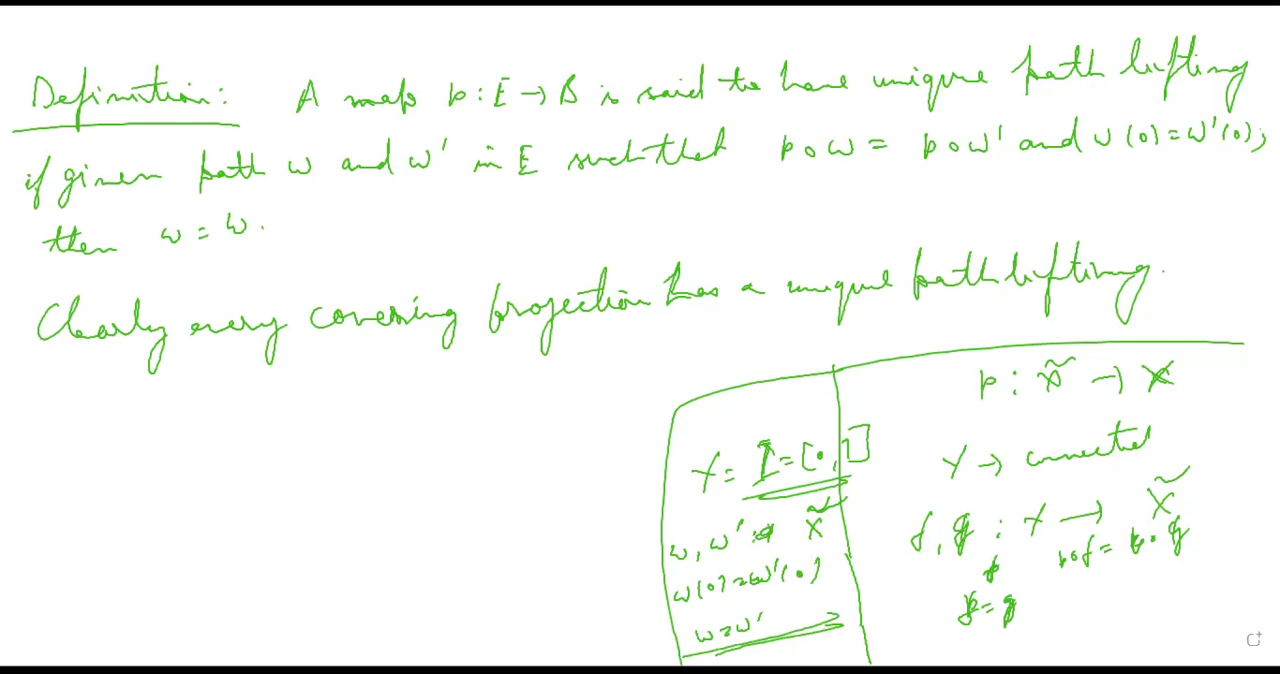 Definition: A map p : E → B is said to have unique path lifting
if given path ω and ω' in E such that p ∘ ω = p ∘ ω' and ω(0) = ω'(0);
then ω = ω.
Clearly every covering projection has a unique path lifting.
p : X̃ → X
Y = I = [0, 1]
Y → connected
ω, ω' : X̃
f, g : Y → X̃
p∘f = p∘g
ω(0) = ω'(0)
f = g
ω = ω'